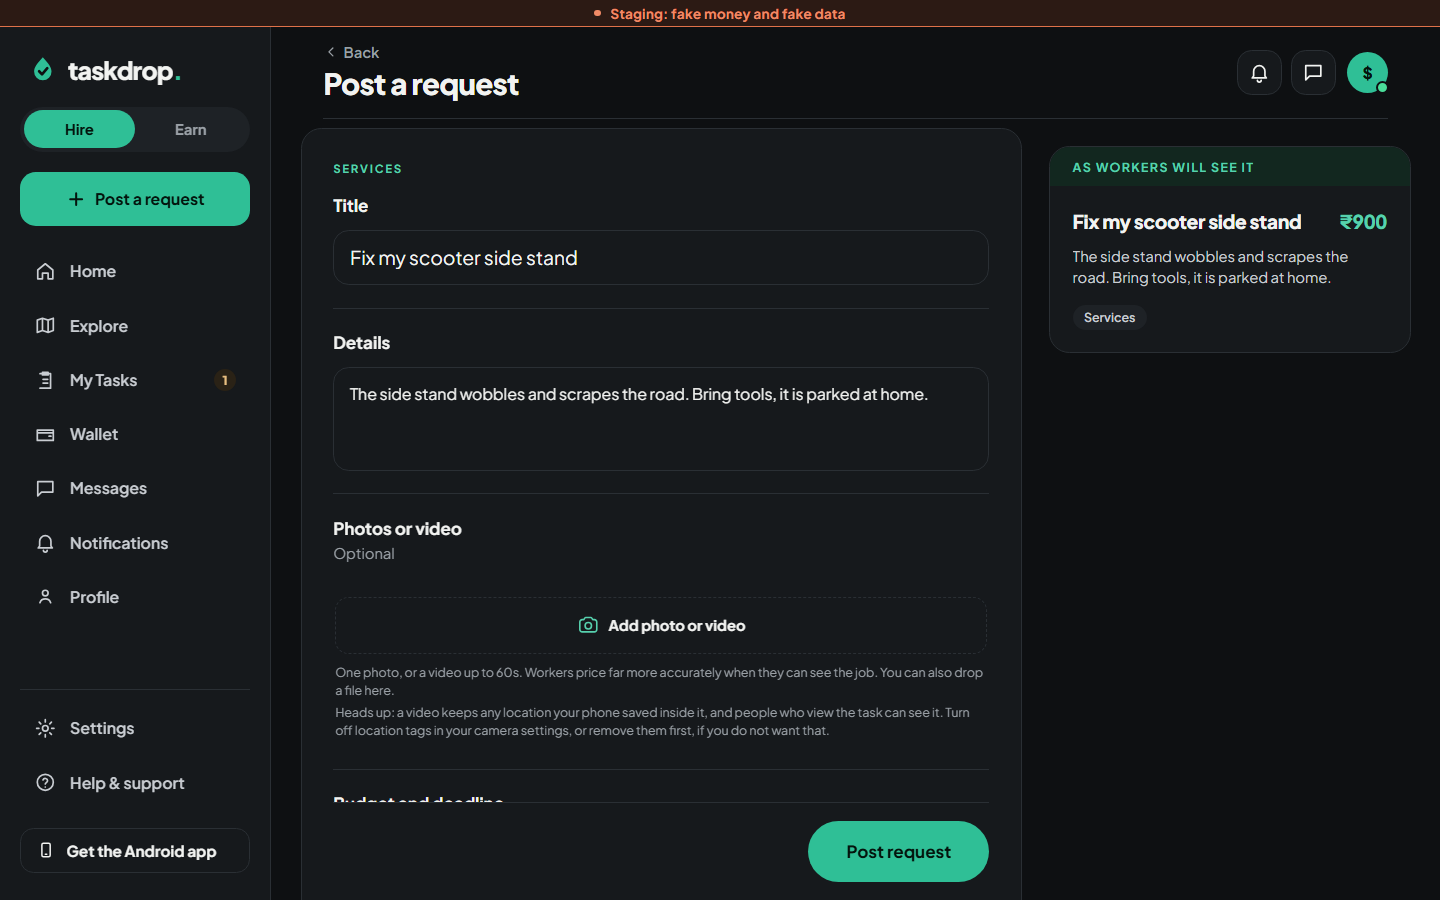 Staging: fake money and fake data
taskdrop.
Hire
Earn
Post a request
Home
Explore
My Tasks
1
Wallet
Messages
Notifications
Profile
Settings
Help & support
Get the Android app
Back
Post a request
$
SERVICES
Title
Fix my scooter side stand
Details
The side stand wobbles and scrapes the road. Bring tools, it is parked at home.
Photos or video
Optional
Add photo or video
One photo, or a video up to 60s. Workers price far more accurately when they can see the job. You can also drop
a file here.
Heads up: a video keeps any location your phone saved inside it, and people who view the task can see it. Turn
off location tags in your camera settings, or remove them first, if you do not want that.
Budget and deadline
Post request
AS WORKERS WILL SEE IT
Fix my scooter side stand
₹900
The side stand wobbles and scrapes the
road. Bring tools, it is parked at home.
Services